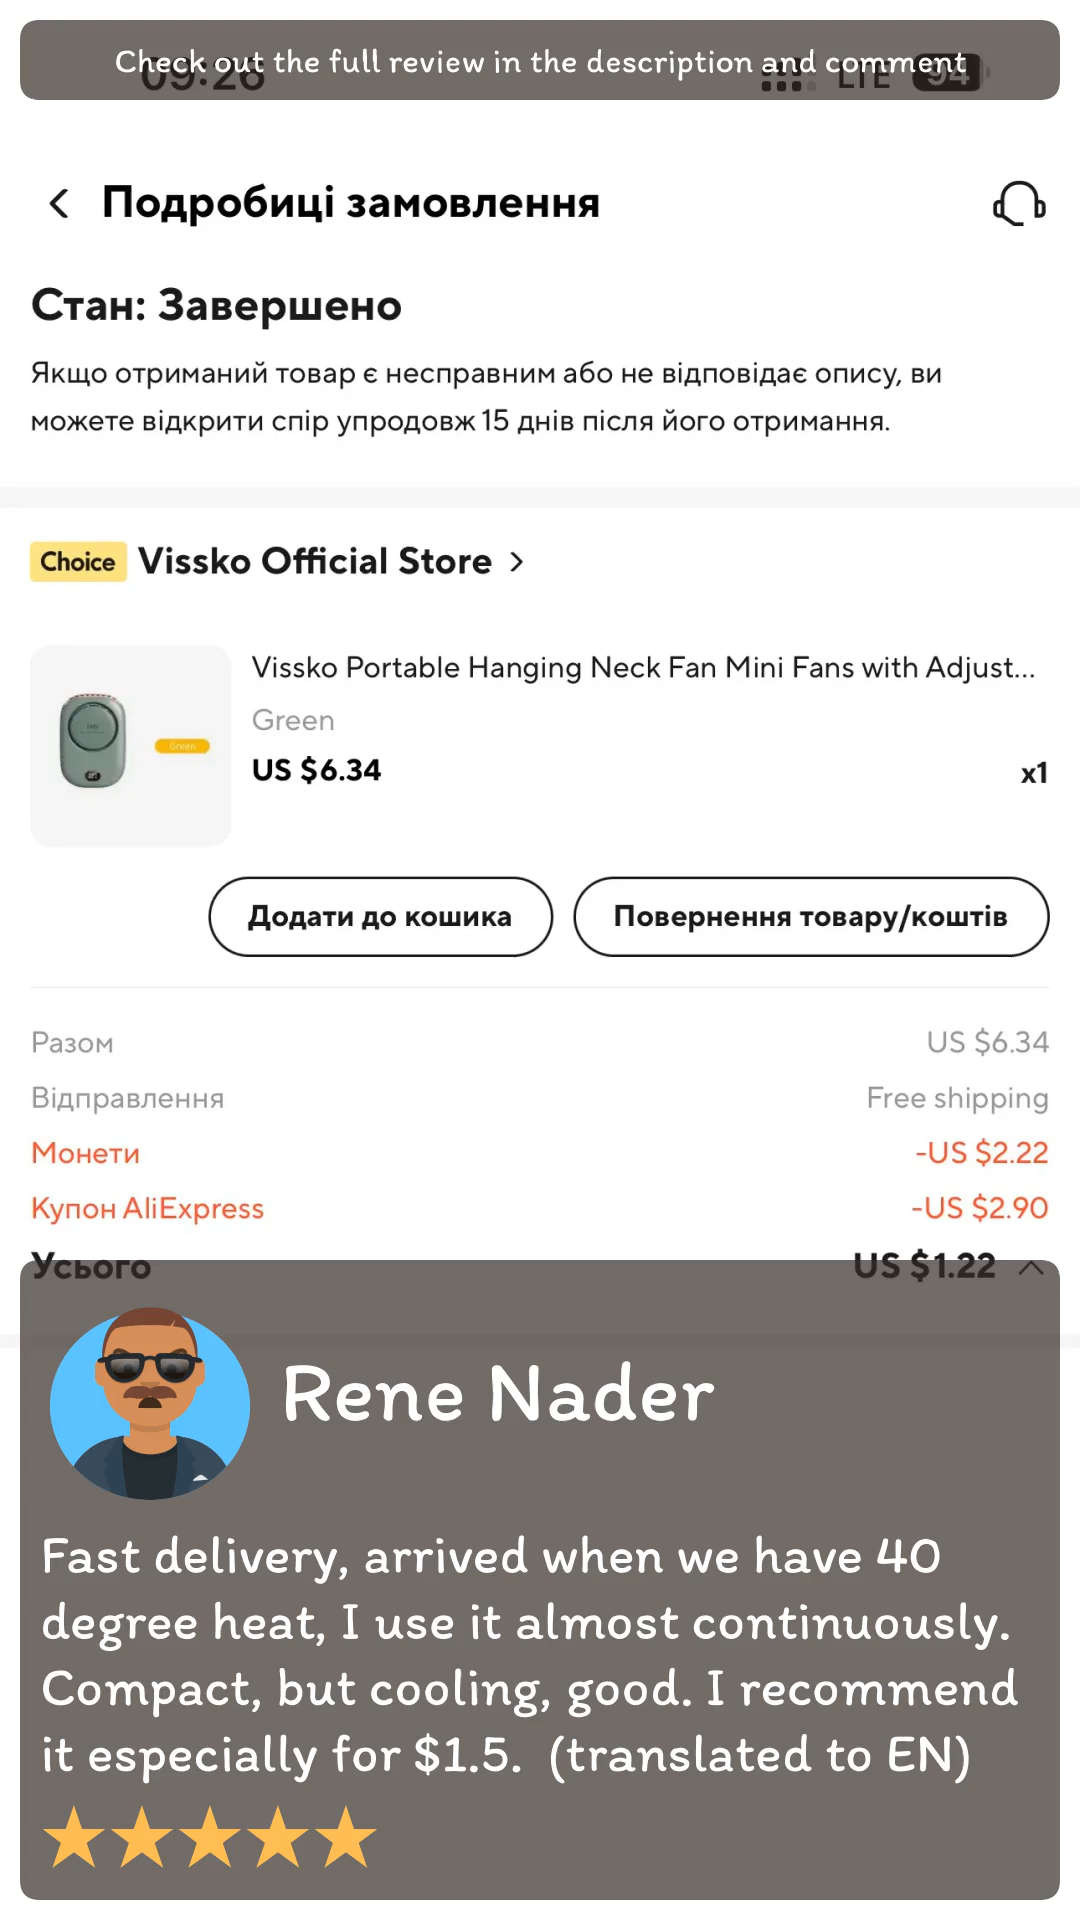 Check out the full review in the description and comment
09:26 LTE 94
Подробиці замовлення
Стан: Завершено
Якщо отриманий товар є несправним або не відповідає опису, ви
можете відкрити спір упродовж 15 днів після його отримання.
Choice Vissko Official Store
Vissko Portable Hanging Neck Fan Mini Fans with Adjust...
Green
Green
US $6.34
x1
Додати до кошика Повернення товару/коштів
Разом US $6.34
Відправлення Free shipping
Монети -US $2.22
Купон AliExpress -US $2.90
Усього US $1.22
Rene Nader
Fast delivery, arrived when we have 40
degree heat, I use it almost continuously.
Compact, but cooling, good. I recommend
it especially for $1.5. (translated to EN)